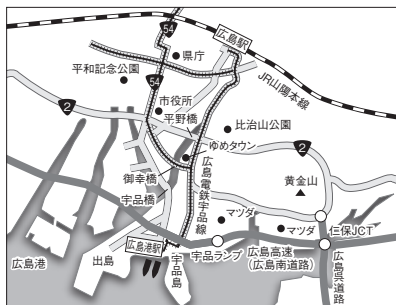 54
広島駅
県庁
平和記念公園
JR山陽本線
54
市役所
2
平野橋
比治山公園
2
ゆめタウン
御幸橋
広島電鉄宇品線
黄金山
宇品橋
マツダ
マツダ
仁保JCT
広島港駅
広島港
出島
宇品島
宇品ランプ
広島高速
(広島南道路)
広島呉道路